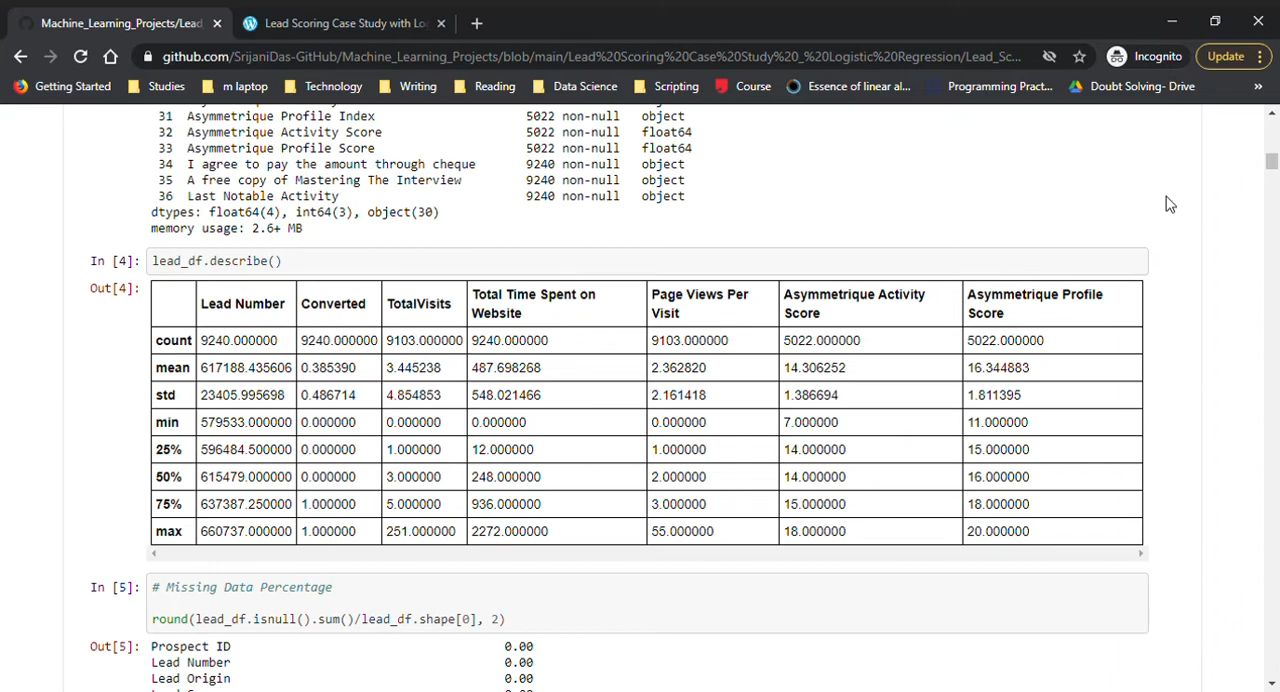 Machine_Learning_Projects/Lead
Lead Scoring Case Study with Lo
github.com/SrijaniDas-GitHub/Machine_Learning_Projects/blob/main/Lead%20Scoring%20Case%20Study%20_%20Logistic%20Regression/Lead_Sc...
Incognito
Update
Getting Started
Studies
m laptop
Technology
Writing
Reading
Data Science
Scripting
Course
Essence of linear al...
Programming Pract...
Doubt Solving- Drive
»
31 Asymmetrique Profile Index 5022 non-null object
32 Asymmetrique Activity Score 5022 non-null float64
33 Asymmetrique Profile Score 5022 non-null float64
34 I agree to pay the amount through cheque 9240 non-null object
35 A free copy of Mastering The Interview 9240 non-null object
36 Last Notable Activity 9240 non-null object
dtypes: float64(4), int64(3), object(30)
memory usage: 2.6+ MB
In [4]: lead_df.describe()
Out[4]:
Lead Number Converted TotalVisits Total Time Spent on Website Page Views Per Visit Asymmetrique Activity Score Asymmetrique Profile Score
count 9240.000000 9240.000000 9103.000000 9240.000000 9103.000000 5022.000000 5022.000000
mean 617188.435606 0.385390 3.445238 487.698268 2.362820 14.306252 16.344883
std 23405.995698 0.486714 4.854853 548.021466 2.161418 1.386694 1.811395
min 579533.000000 0.000000 0.000000 0.000000 0.000000 7.000000 11.000000
25% 596484.500000 0.000000 1.000000 12.000000 1.000000 14.000000 15.000000
50% 615479.000000 0.000000 3.000000 248.000000 2.000000 14.000000 16.000000
75% 637387.250000 1.000000 5.000000 936.000000 3.000000 15.000000 18.000000
max 660737.000000 1.000000 251.000000 2272.000000 55.000000 18.000000 20.000000
In [5]: # Missing Data Percentage
round(lead_df.isnull().sum()/lead_df.shape[0], 2)
Out[5]: Prospect ID 0.00
Lead Number 0.00
Lead Origin 0.00